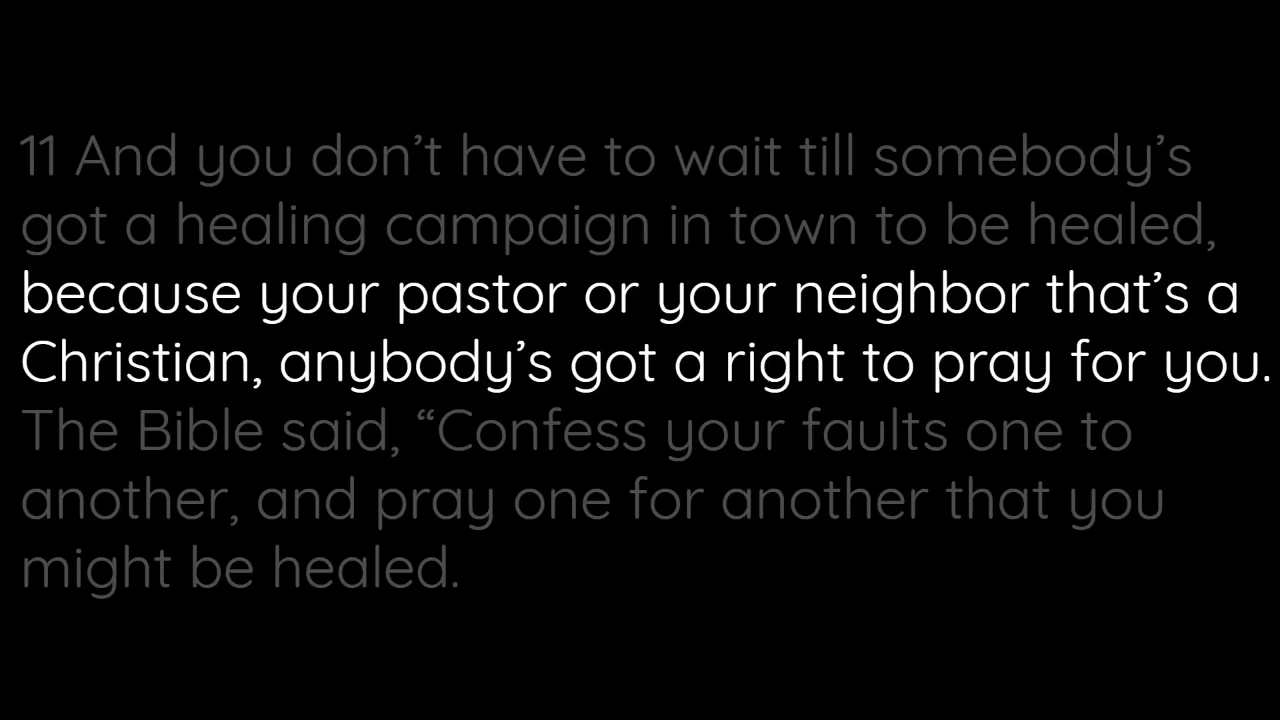 11 And you don’t have to wait till somebody’s
got a healing campaign in town to be healed,
because your pastor or your neighbor that’s a
Christian, anybody’s got a right to pray for you.
The Bible said, “Confess your faults one to
another, and pray one for another that you
might be healed.